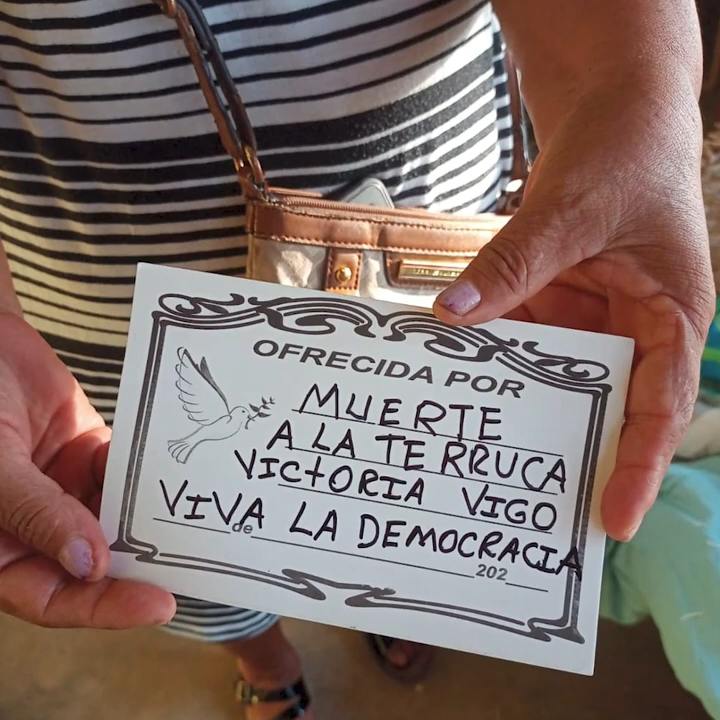 OFRECIDA POR
MUERTE
A LA TERRUCA
VICTORIA VIGO
VIVA LA DEMOCRACIA
de 202